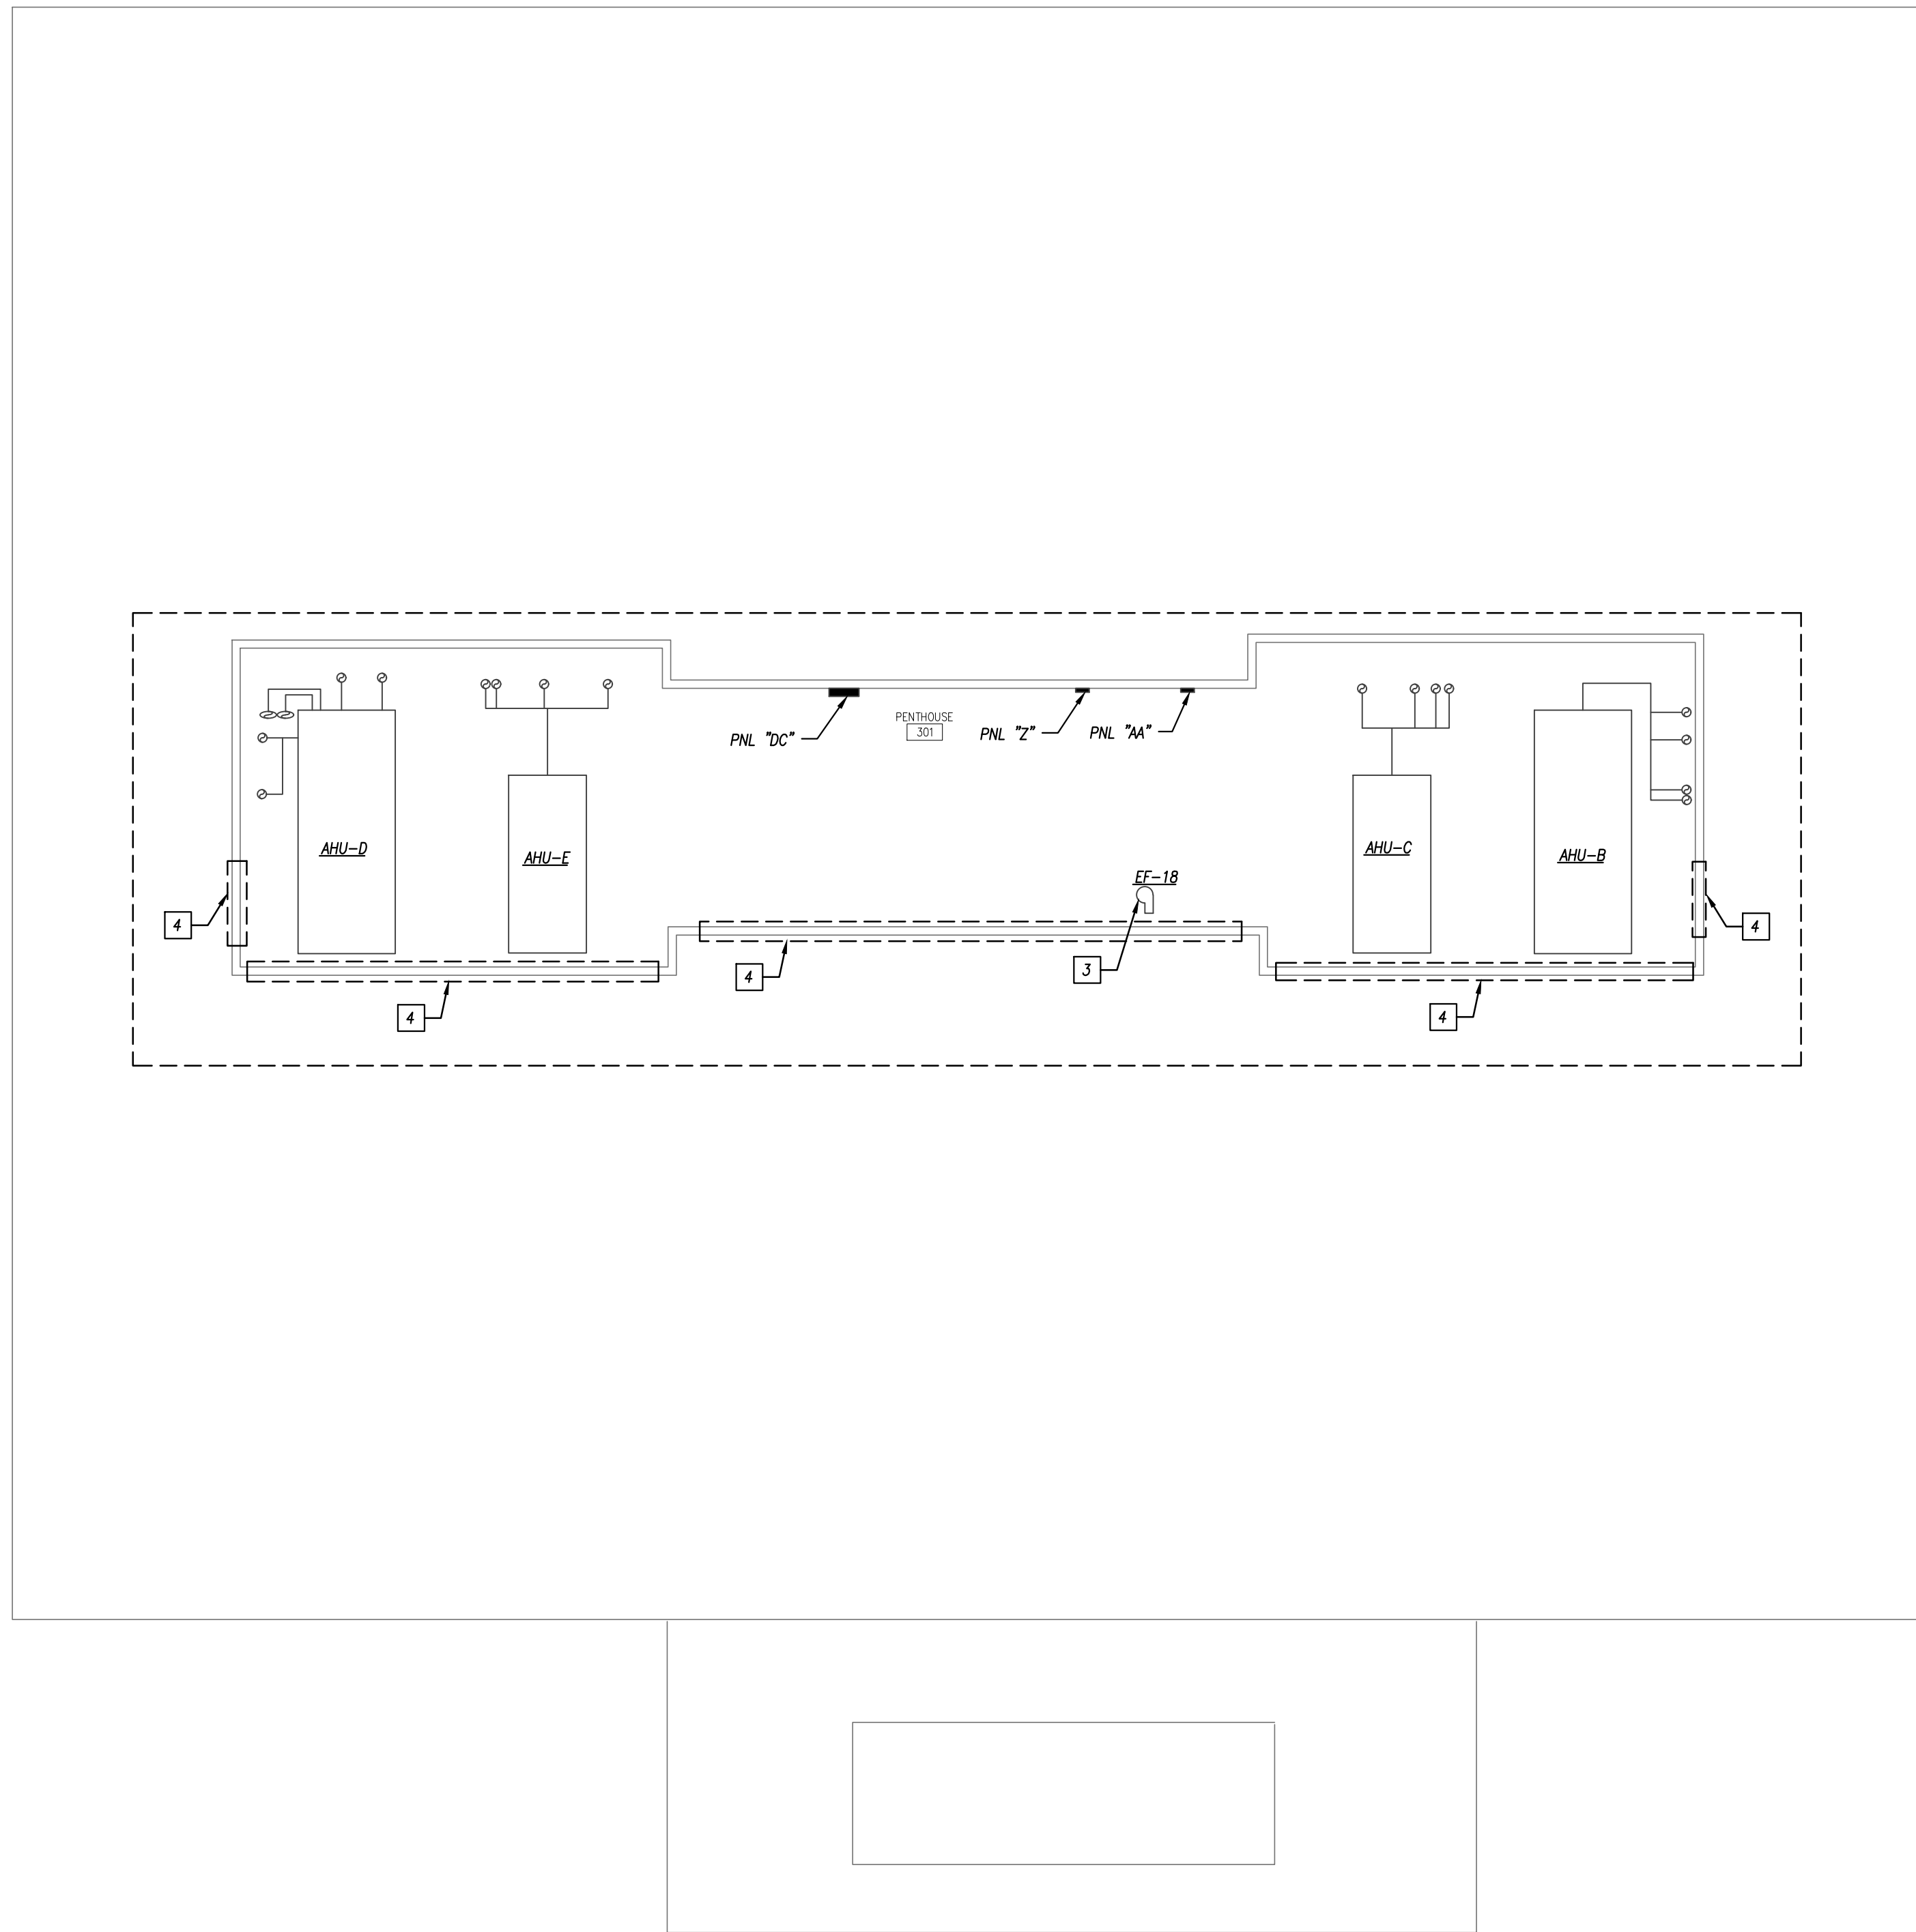 PENTHOUSE
301
PNL "DC"
PNL "Z"
PNL "AA"
AHU-D
AHU-E
AHU-C
AHU-B
EF-18
4
4
4
3
4
4